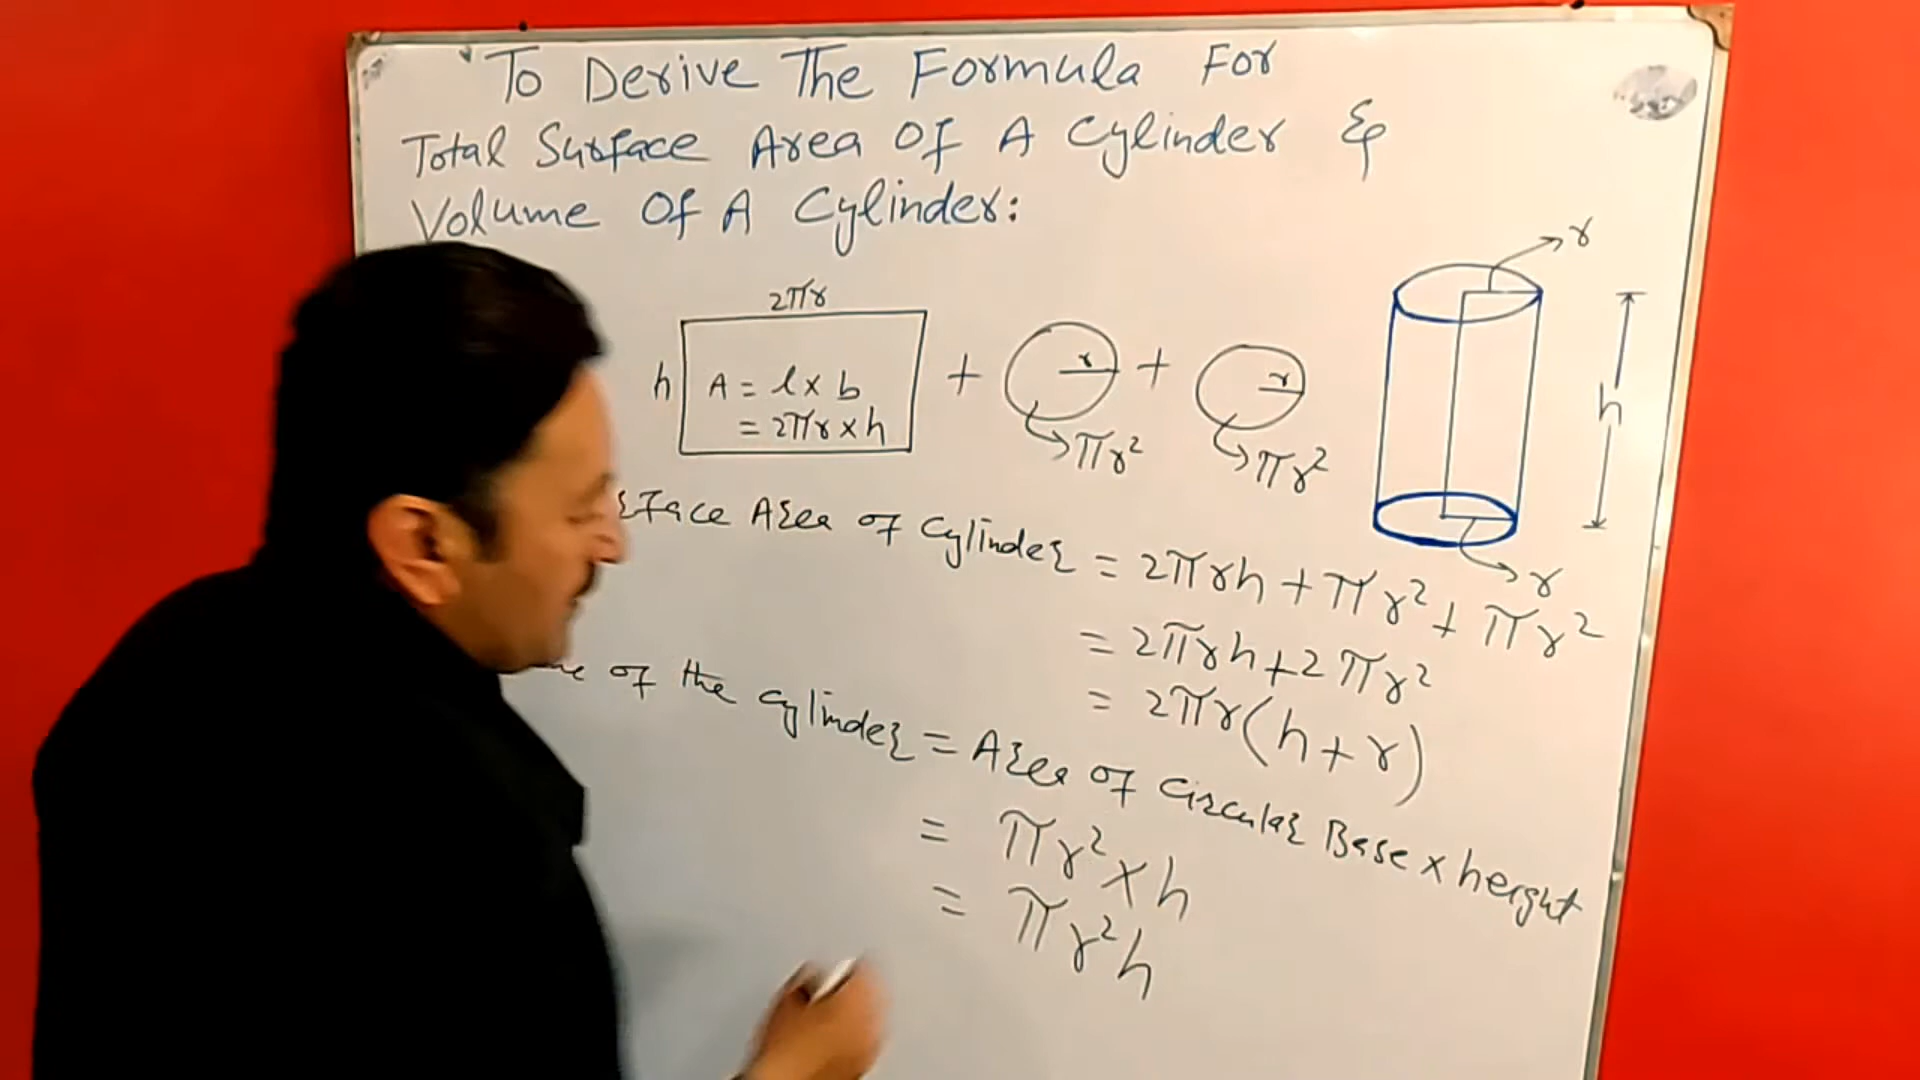 To Derive The Formula For
Total Surface Area Of A Cylinder &
Volume Of A Cylinder:
2πr
h
A = l x b
= 2πr x h
+
r
πr²
+
r
πr²
r
h
r
Area of Cylinder = 2πrh + πr² + πr²
= 2πrh + 2πr²
= 2πr(h + r)
of the cylinder = Area of Circular Base x height
= πr² x h
= πr²h